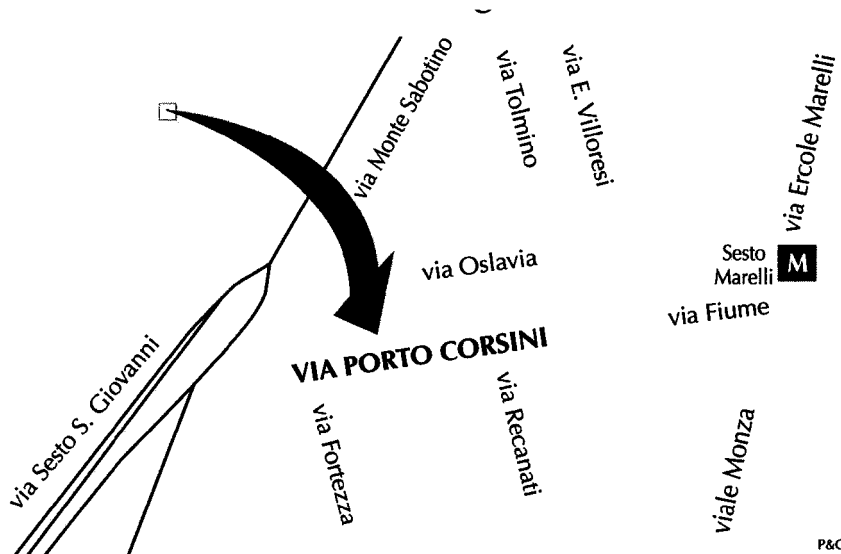 via Monte Sabotino
via Tolmino
via E. Villoresi
via Ercole Marelli
via Oslavia
Sesto
Marelli
M
via Fiume
VIA PORTO CORSINI
via Sesto S. Giovanni
via Fortezza
via Recanati
viale Monza